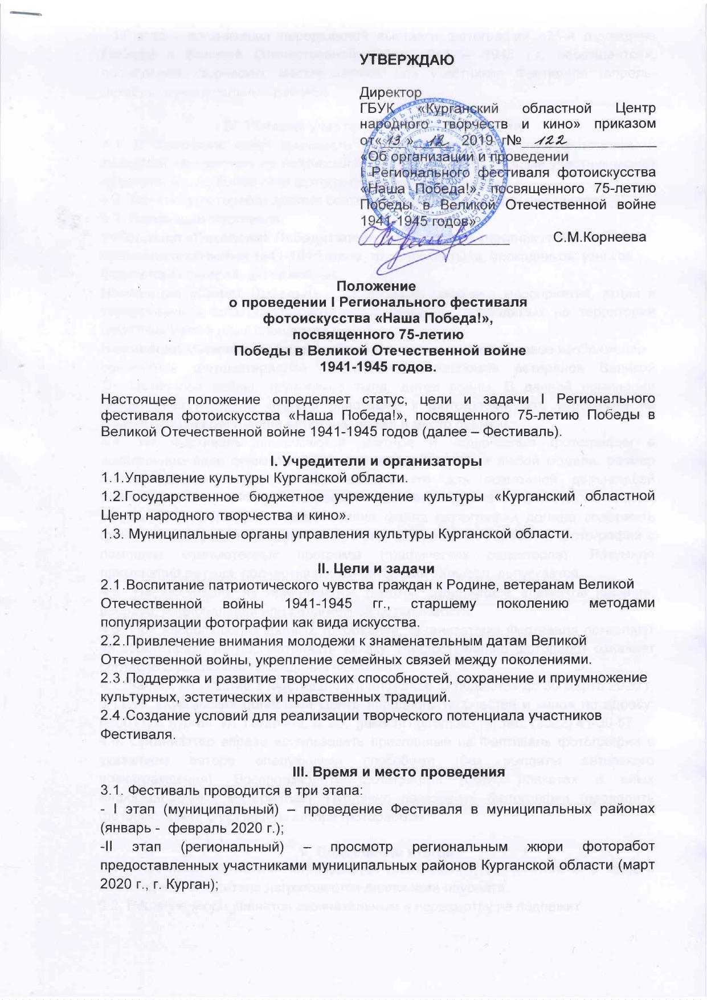 УТВЕРЖДАЮ
Директор
ГБУК «Курганский областной Центр
народного творчеств и кино» приказом
от« 13 » 12. 2019 г№ 122
«Об организации и проведении
I Регионального фестиваля фотоискусства
«Наша Победа!», посвященного 75-летию
Победы в Великой Отечественной войне
1941-1945 годов»
С.М.Корнеева
Положение
о проведении I Регионального фестиваля
фотоискусства «Наша Победа!»,
посвященного 75-летию
Победы в Великой Отечественной войне
1941-1945 годов.
Настоящее положение определяет статус, цели и задачи I Регионального
фестиваля фотоискусства «Наша Победа!», посвященного 75-летию Победы в
Великой Отечественной войне 1941-1945 годов (далее – Фестиваль).
I. Учредители и организаторы
1.1.Управление культуры Курганской области.
1.2.Государственное бюджетное учреждение культуры «Курганский областной
Центр народного творчества и кино».
1.3. Муниципальные органы управления культуры Курганской области.
II. Цели и задачи
2.1.Воспитание патриотического чувства граждан к Родине, ветеранам Великой
Отечественной войны 1941-1945 гг., старшему поколению методами
популяризации фотографии как вида искусства.
2.2.Привлечение внимания молодежи к знаменательным датам Великой
Отечественной войны, укрепление семейных связей между поколениями.
2.3.Поддержка и развитие творческих способностей, сохранение и приумножение
культурных, эстетических и нравственных традиций.
2.4.Создание условий для реализации творческого потенциала участников
Фестиваля.
III. Время и место проведения
3.1. Фестиваль проводится в три этапа:
- I этап (муниципальный) – проведение Фестиваля в муниципальных районах
(январь - февраль 2020 г.);
-II этап (региональный) – просмотр региональным жюри фоторабот
предоставленных участниками муниципальных районов Курганской области (март
2020 г., г. Курган);